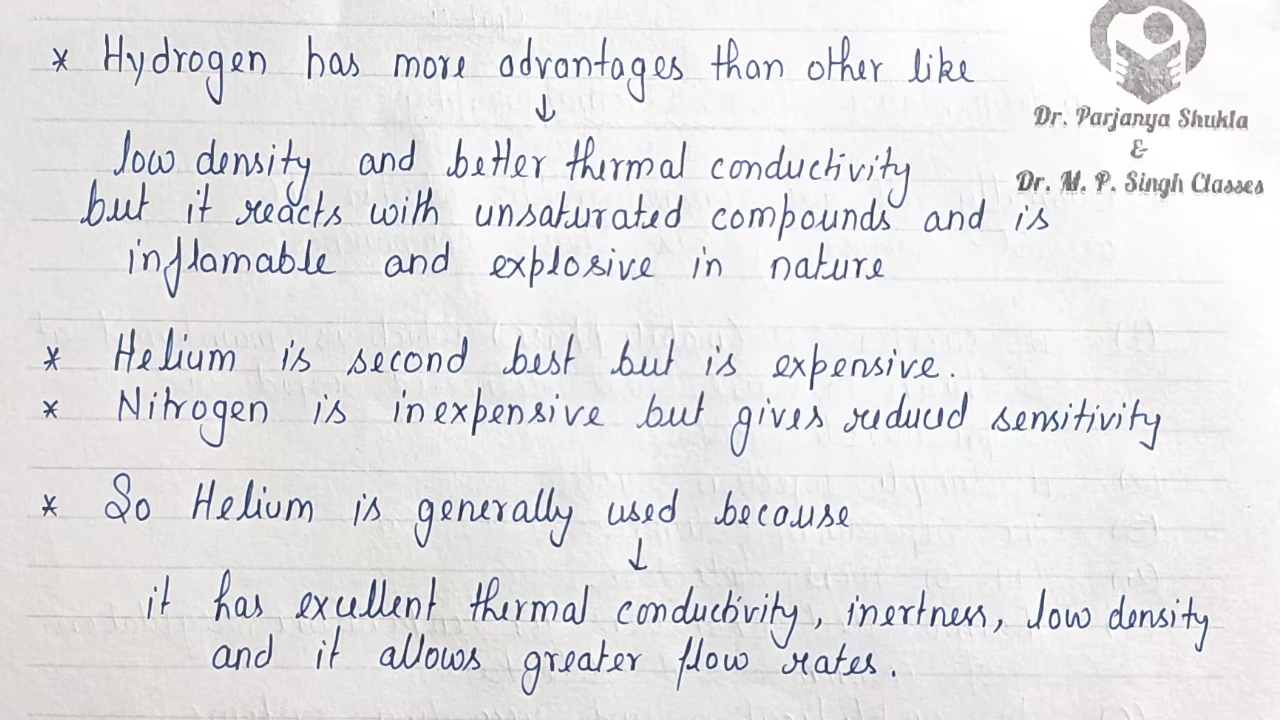 * Hydrogen has more advantages than other like
↓
low density and better thermal conductivity
but it reacts with unsaturated compounds and is
inflamable and explosive in nature
* Helium is second best but is expensive.
* Nitrogen is inexpensive but gives reduced sensitivity
* So Helium is generally used because
↓
it has excellent thermal conductivity, inertness, low density
and it allows greater flow rates.
Dr. Parjanya Shukla
&
Dr. M. P. Singh Classes